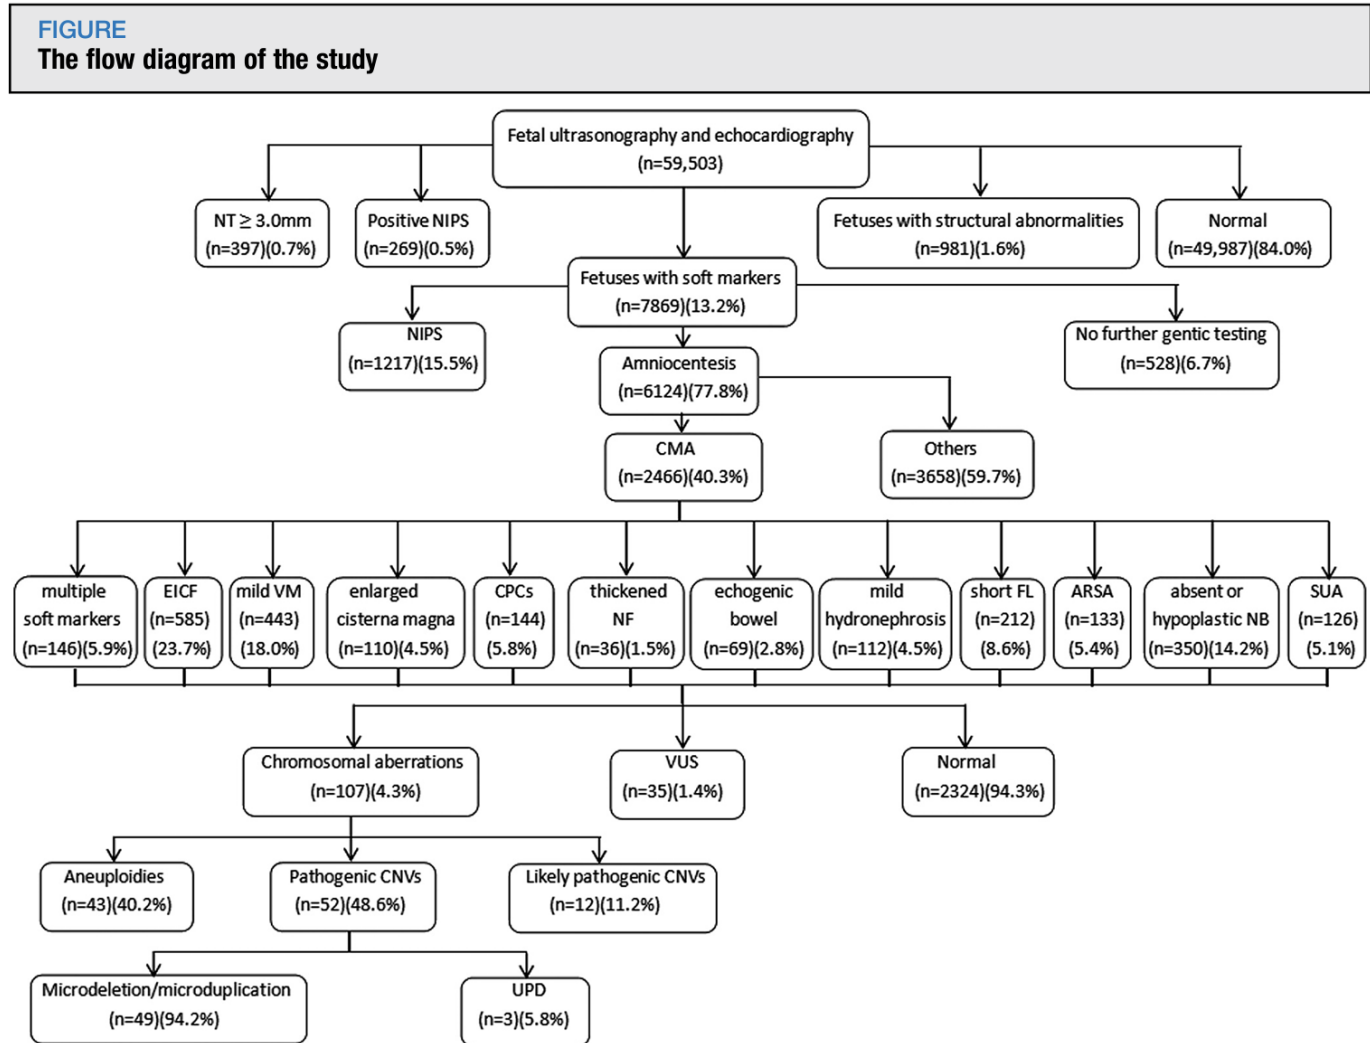 FIGURE
The flow diagram of the study
Fetal ultrasonography and echocardiography
(n=59,503)
NT ≥ 3.0mm
(n=397)(0.7%)
Positive NIPS
(n=269)(0.5%)
Fetuses with structural abnormalities
(n=981)(1.6%)
Normal
(n=49,987)(84.0%)
Fetuses with soft markers
(n=7869)(13.2%)
NIPS
(n=1217)(15.5%)
Amniocentesis
(n=6124)(77.8%)
No further gentic testing
(n=528)(6.7%)
CMA
(n=2466)(40.3%)
Others
(n=3658)(59.7%)
multiple
soft markers
(n=146)(5.9%)
EICF
(n=585)
(23.7%)
mild VM
(n=443)
(18.0%)
enlarged
cisterna magna
(n=110)(4.5%)
CPCs
(n=144)
(5.8%)
thickened
NF
(n=36)(1.5%)
echogenic
bowel
(n=69)(2.8%)
mild
hydronephrosis
(n=112)(4.5%)
short FL
(n=212)
(8.6%)
ARSA
(n=133)
(5.4%)
absent or
hypoplastic NB
(n=350)(14.2%)
SUA
(n=126)
(5.1%)
Chromosomal aberrations
(n=107)(4.3%)
VUS
(n=35)(1.4%)
Normal
(n=2324)(94.3%)
Aneuploidies
(n=43)(40.2%)
Pathogenic CNVs
(n=52)(48.6%)
Likely pathogenic CNVs
(n=12)(11.2%)
Microdeletion/microduplication
(n=49)(94.2%)
UPD
(n=3)(5.8%)